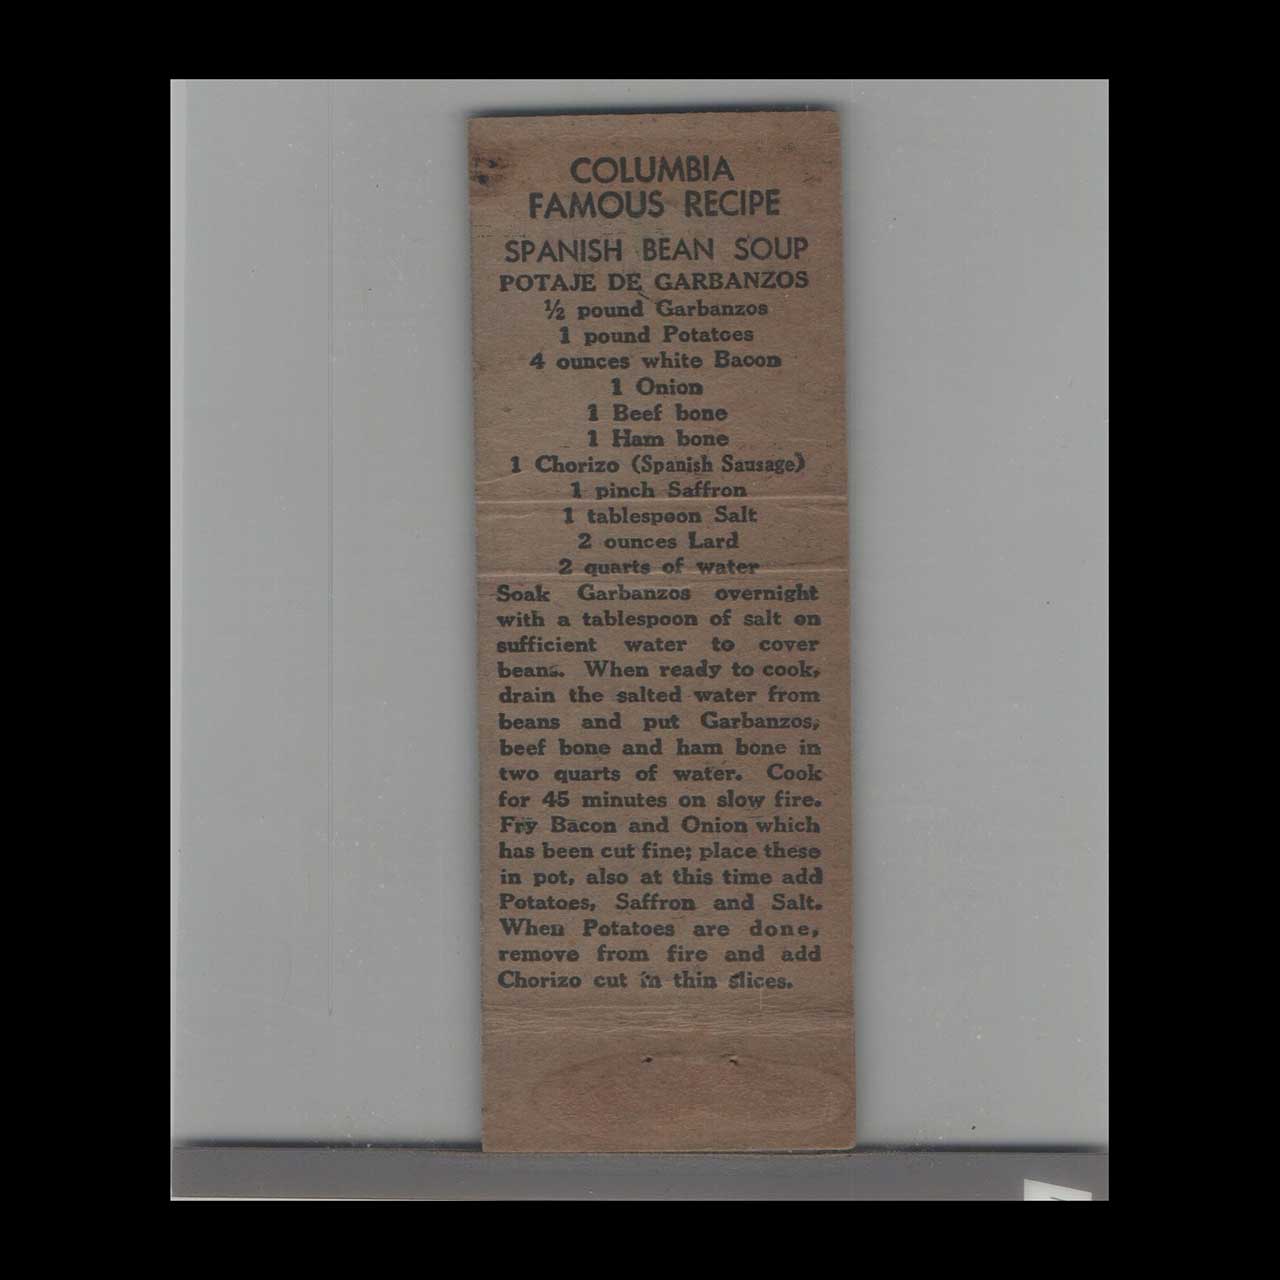 COLUMBIA
FAMOUS RECIPE
SPANISH BEAN SOUP
POTAJE DE GARBANZOS
½ pound Garbanzos
1 pound Potatoes
4 ounces white Bacon
1 Onion
1 Beef bone
1 Ham bone
1 Chorizo (Spanish Sausage)
1 pinch Saffron
1 tablespoon Salt
2 ounces Lard
2 quarts of water
Soak Garbanzos overnight
with a tablespoon of salt on
sufficient water to cover
beans. When ready to cook,
drain the salted water from
beans and put Garbanzos,
beef bone and ham bone in
two quarts of water. Cook
for 45 minutes on slow fire.
Fry Bacon and Onion which
has been cut fine; place these
in pot, also at this time add
Potatoes, Saffron and Salt.
When Potatoes are done,
remove from fire and add
Chorizo cut in thin slices.